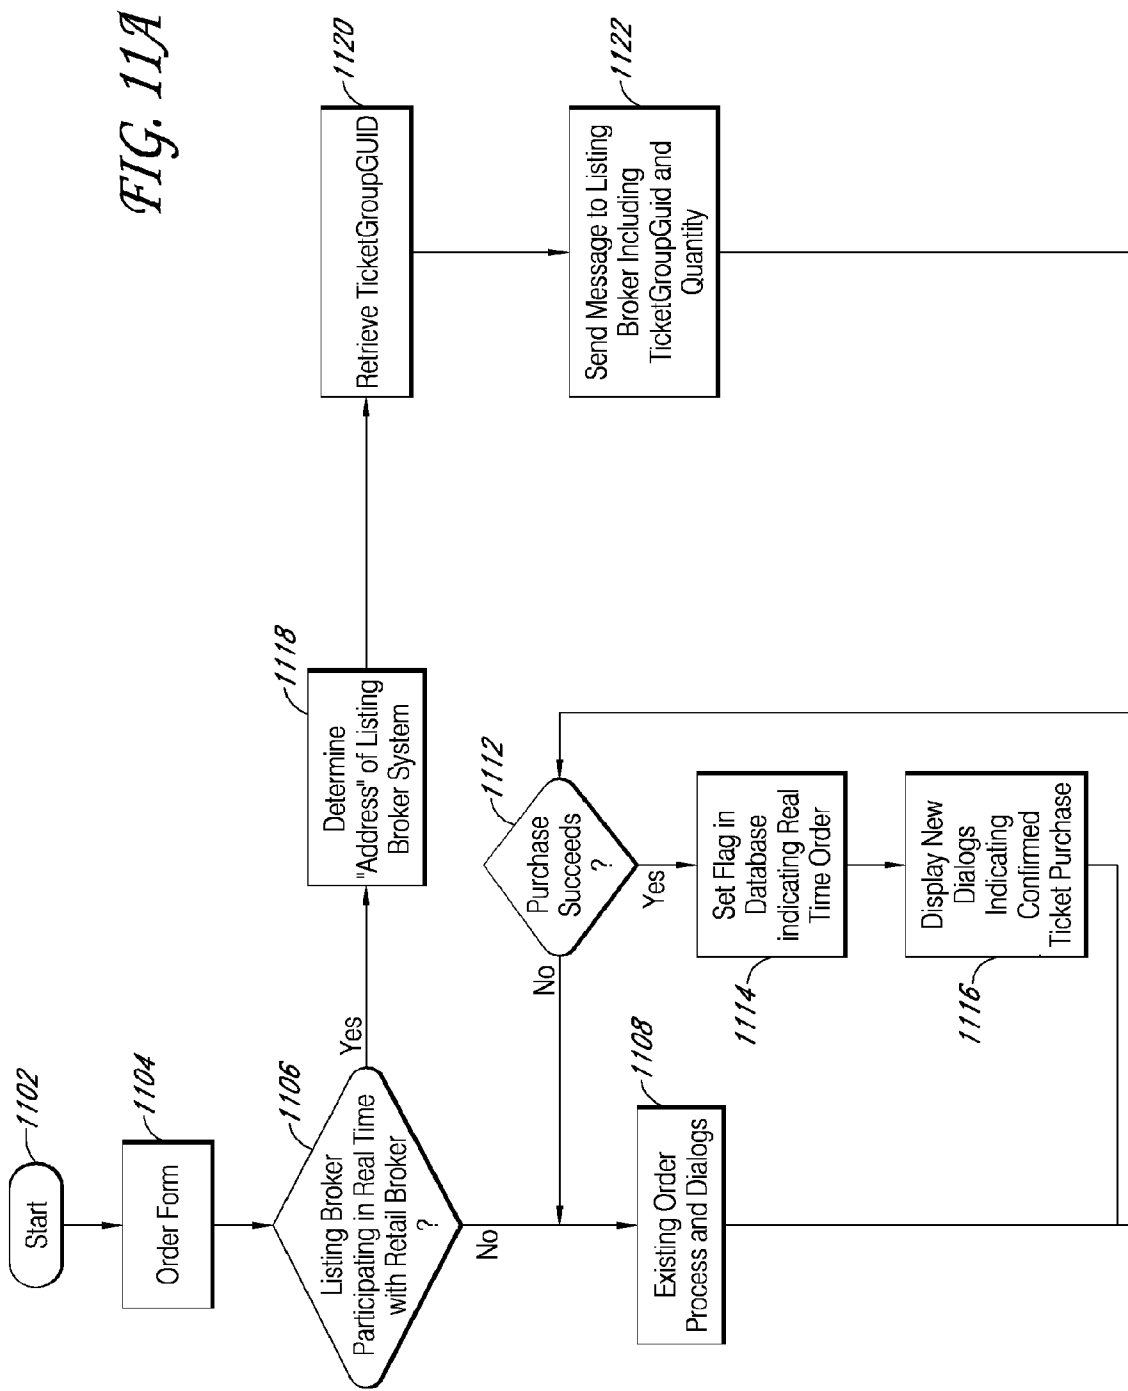 FIG. 11A
1102
Start
1104
Order Form
1106
Listing Broker
Participating in Real Time
with Retail Broker
?
Yes
No
1108
Existing Order
Process and Dialogs
1118
Determine
"Address" of Listing
Broker System
1120
Retrieve TicketGroupGUID
1122
Send Message to Listing
Broker Including
TicketGroupGuid and
Quantity
1112
Purchase
Succeeds
?
No
Yes
Set Flag in
Database
indicating Real
Time Order
1114
Display New
Dialogs
Indicating
Confirmed
Ticket Purchase
1116